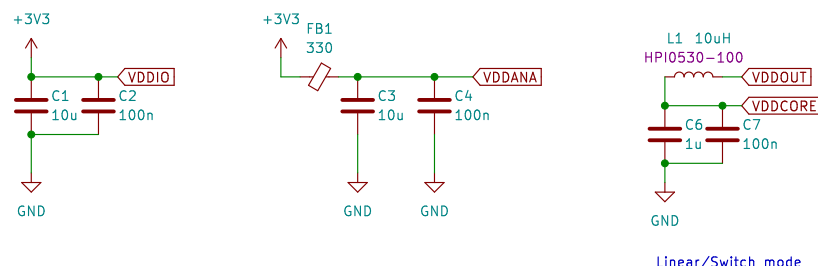 +3V3
VDDIO
C1
10u
C2
100n
GND
+3V3
FB1
330
VDDANA
C3
10u
C4
100n
GND
GND
L1 10uH
HPI0530-100
VDDOUT
VDDCORE
C6
1u
C7
100n
GND
Linear/Switch mode